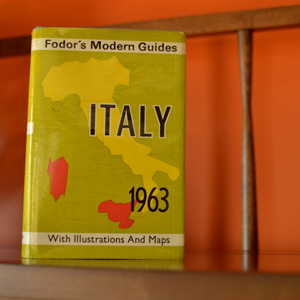 Fodor's Modern Guides
ITALY
1963
With Illustrations And Maps